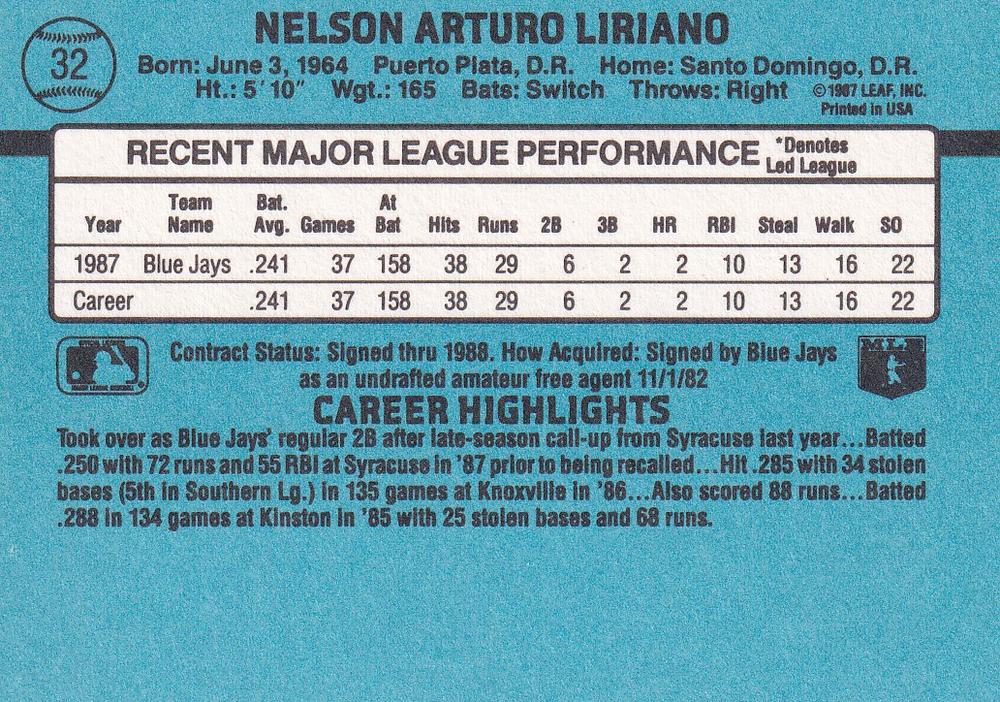 32
NELSON ARTURO LIRIANO
Born: June 3, 1964 Puerto Plata, D.R. Home: Santo Domingo, D.R.
Ht.: 5'10" Wgt.: 165 Bats: Switch Throws: Right ©1987 LEAF, INC.
Printed in USA
RECENT MAJOR LEAGUE PERFORMANCE *Denotes Led League
Year Team Name Bat. Avg. Games At Bat Hits Runs 2B 3B HR RBI Steal Walk SO
1987 Blue Jays .241 37 158 38 29 6 2 2 10 13 16 22
Career .241 37 158 38 29 6 2 2 10 13 16 22
Contract Status: Signed thru 1988. How Acquired: Signed by Blue Jays
as an undrafted amateur free agent 11/1/82
MLB
CAREER HIGHLIGHTS
Took over as Blue Jays' regular 2B after late-season call-up from Syracuse last year...Batted
.250 with 72 runs and 55 RBI at Syracuse in '87 prior to being recalled...Hit .285 with 34 stolen
bases (5th in Southern Lg.) in 135 games at Knoxville in '86...Also scored 88 runs...Batted
.288 in 134 games at Kinston in '85 with 25 stolen bases and 68 runs.